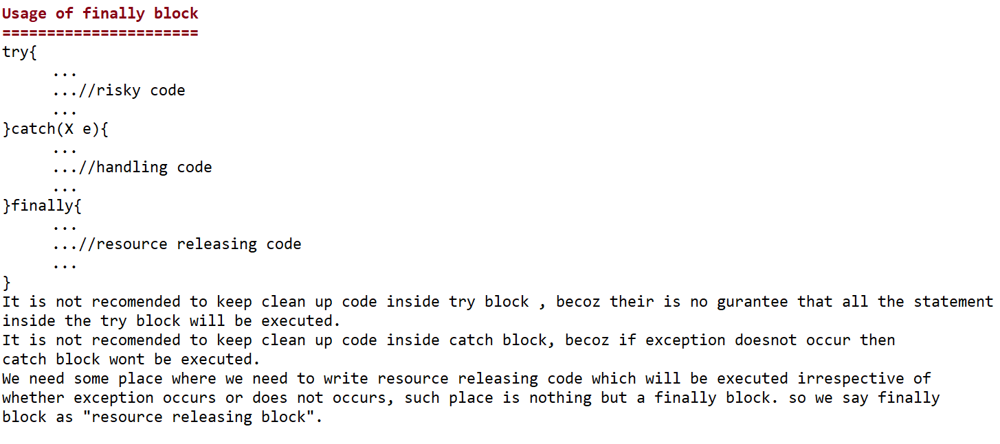 Usage of finally block
======================
try{
...
...//risky code
...
}catch(X e){
...
...//handling code
...
}finally{
...
...//resource releasing code
...
}
It is not recomended to keep clean up code inside try block , becoz their is no gurantee that all the statement
inside the try block will be executed.
It is not recomended to keep clean up code inside catch block, becoz if exception doesnot occur then
catch block wont be executed.
We need some place where we need to write resource releasing code which will be executed irrespective of
whether exception occurs or does not occurs, such place is nothing but a finally block. so we say finally
block as "resource releasing block".